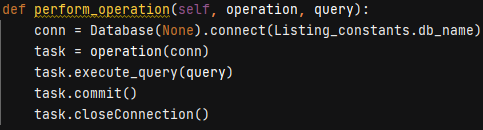 def perform_operation(self, operation, query):
    conn = Database(None).connect(Listing_constants.db_name)
    task = operation(conn)
    task.execute_query(query)
    task.commit()
    task.closeConnection()